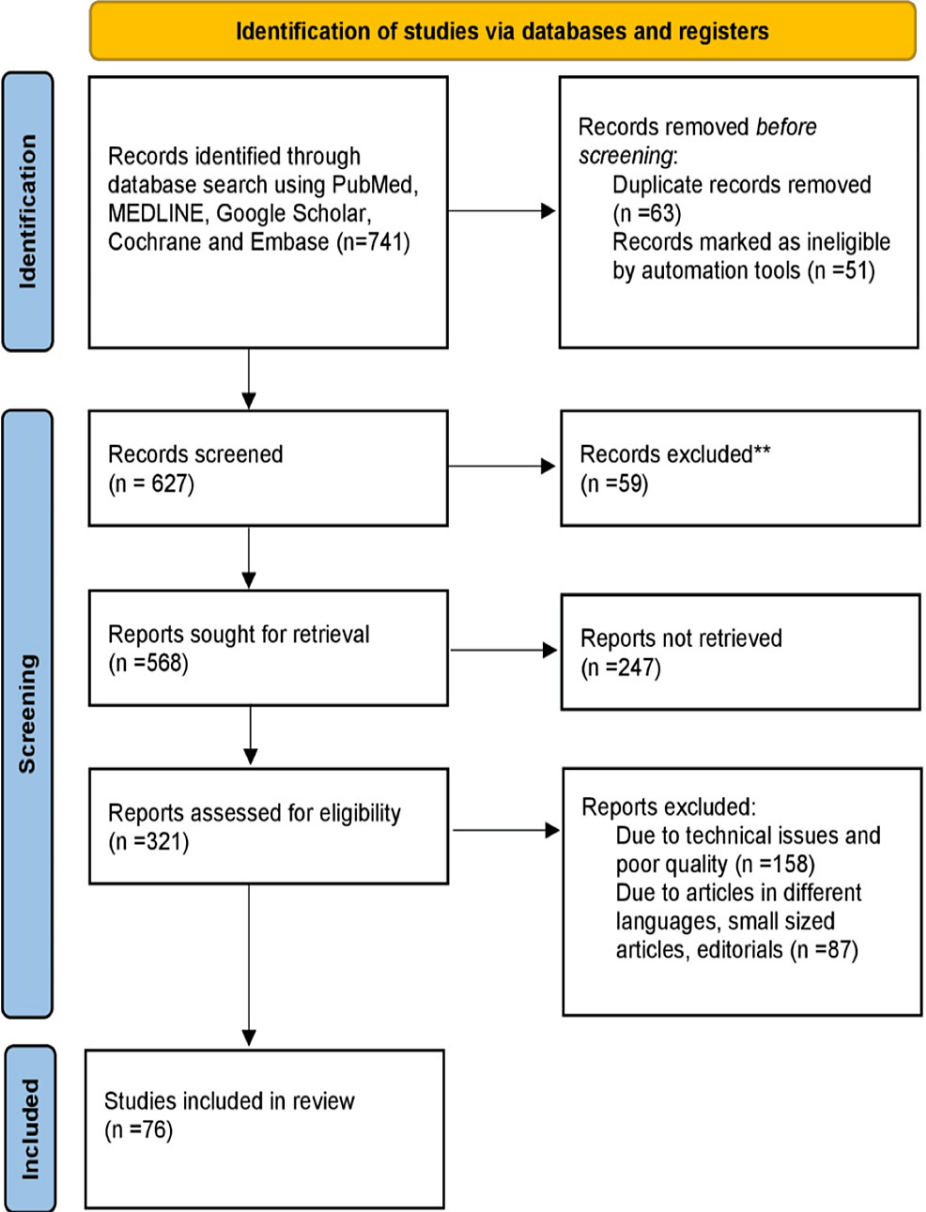 Identification of studies via databases and registers
Identification
Records identified through
database search using PubMed,
MEDLINE, Google Scholar,
Cochrane and Embase (n=741)
Records removed before
screening:
Duplicate records removed
(n =63)
Records marked as ineligible
by automation tools (n =51)
Screening
Records screened
(n = 627)
Records excluded**
(n =59)
Reports sought for retrieval
(n =568)
Reports not retrieved
(n =247)
Reports assessed for eligibility
(n =321)
Reports excluded:
Due to technical issues and
poor quality (n =158)
Due to articles in different
languages, small sized
articles, editorials (n =87)
Included
Studies included in review
(n =76)